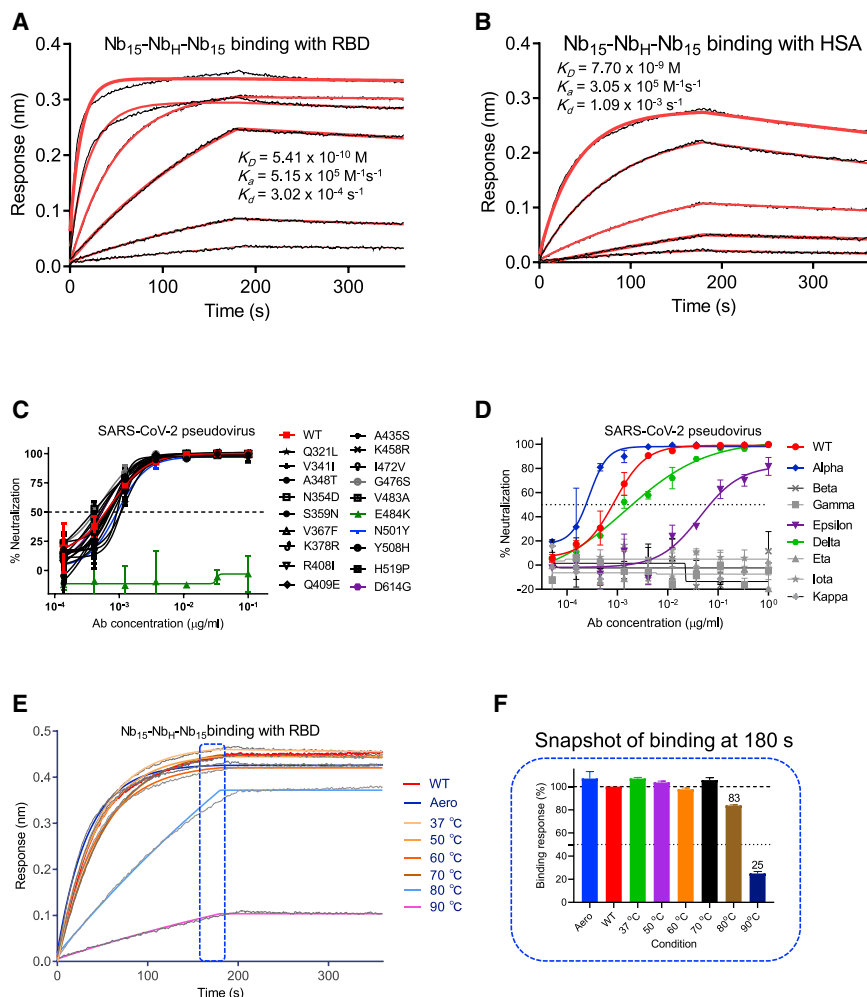 A
Nb15-NbH-Nb15 binding with RBD
Response (nm)
0.4
0.3
0.2
0.1
0.0
KD = 5.41 x 10-10 M
Ka = 5.15 x 105 M-1s-1
Kd = 3.02 x 10-4 s-1
0 100 200 300
Time (s)
B
Nb15-NbH-Nb15 binding with HSA
KD = 7.70 x 10-9 M
Ka = 3.05 x 105 M-1s-1
Kd = 1.09 x 10-3 s-1
Response (nm)
0.4
0.3
0.2
0.1
0.0
0 100 200 300
Time (s)
C
SARS-CoV-2 pseudovirus
% Neutralization
100
75
50
25
0
10-4 10-3 10-2 10-1
Ab concentration (µg/ml)
WT
Q321L
V341I
A348T
N354D
S359N
V367F
K378R
R408I
Q409E
A435S
K458R
I472V
G476S
V483A
E484K
N501Y
Y508H
H519P
D614G
D
SARS-CoV-2 pseudovirus
% Neutralization
100
80
60
40
20
0
-20
10-4 10-3 10-2 10-1 100
Ab concentration (µg/ml)
WT
Alpha
Beta
Gamma
Epsilon
Delta
Eta
Iota
Kappa
E
Nb15-NbH-Nb15binding with RBD
Response (nm)
0.5
0.4
0.3
0.2
0.1
0.0
0 100 200 300
Time (s)
WT
Aero
37 °C
50 °C
60 °C
70 °C
80 °C
90 °C
F
Snapshot of binding at 180 s
Binding response (%)
100
80
60
40
20
0
83
25
Aero
WT
37 °C
50 °C
60 °C
70 °C
80°C
90°C
Condition